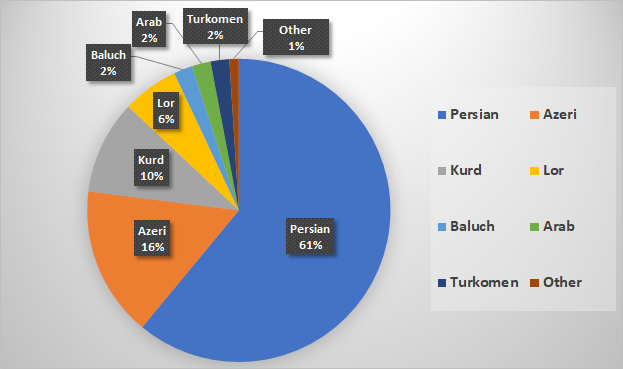 Arab
2%
Turkomen
2%
Other
1%
Baluch
2%
Lor
6%
Kurd
10%
Azeri
16%
Persian
61%
Persian
Azeri
Kurd
Lor
Baluch
Arab
Turkomen
Other